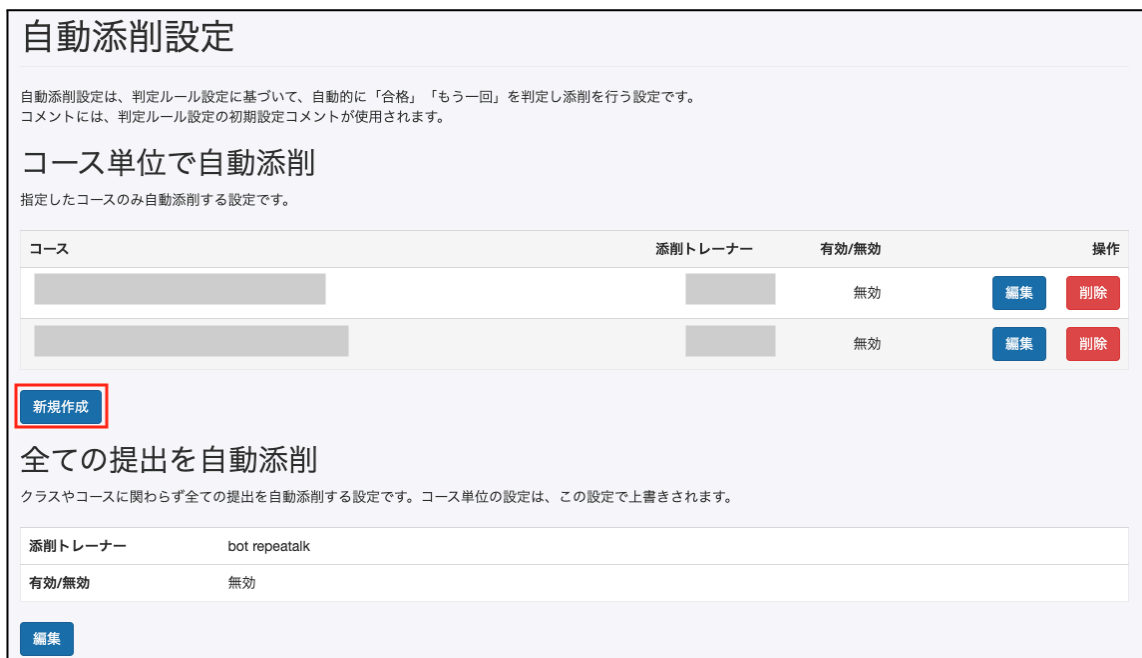 自動添削設定
自動添削設定は、判定ルール設定に基づいて、自動的に「合格」「もう一回」を判定し添削を行う設定です。
コメントには、判定ルール設定の初期設定コメントが使用されます。
コース単位で自動添削
指定したコースのみ自動添削する設定です。
コース 添削トレーナー 有効/無効 操作
無効 編集 削除
無効 編集 削除
新規作成
全ての提出を自動添削
クラスやコースに関わらず全ての提出を自動添削する設定です。コース単位の設定は、この設定で上書きされます。
添削トレーナー bot repeatalk
有効/無効 無効
編集